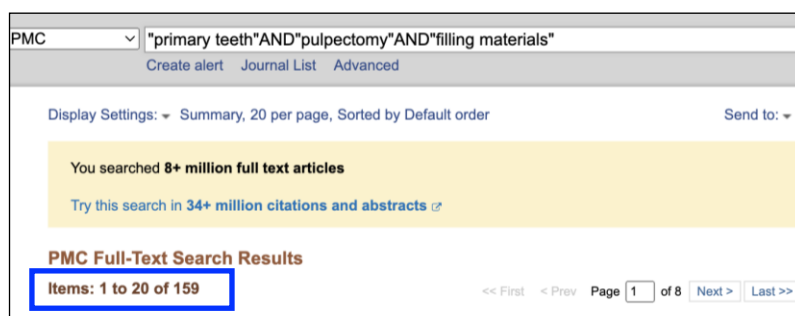 PMC "primary teeth"AND"pulpectomy"AND"filling materials"
Create alert Journal List Advanced
Display Settings: Summary, 20 per page, Sorted by Default order Send to:
You searched 8+ million full text articles
Try this search in 34+ million citations and abstracts
PMC Full-Text Search Results
Items: 1 to 20 of 159 << First < Prev Page 1 of 8 Next > Last >>